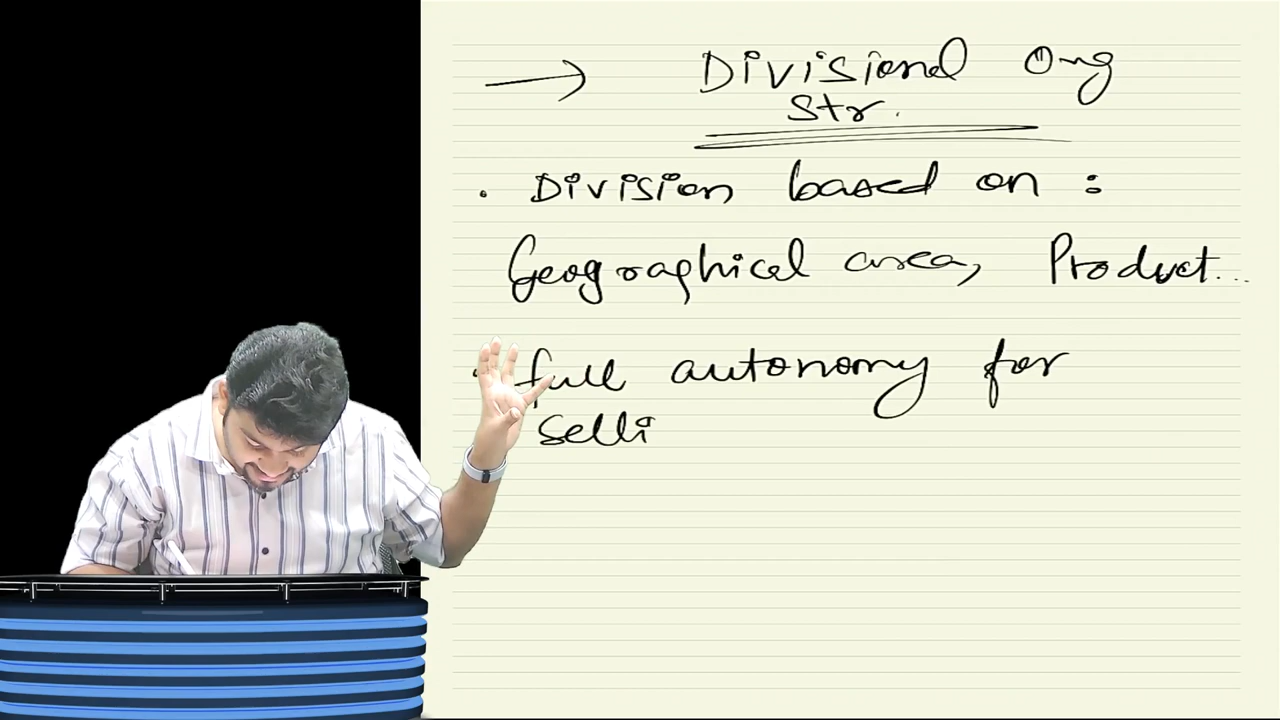 → Divisional Org
Str.
. Division based on :
Geographical area, Product...
. full autonomy for
selli